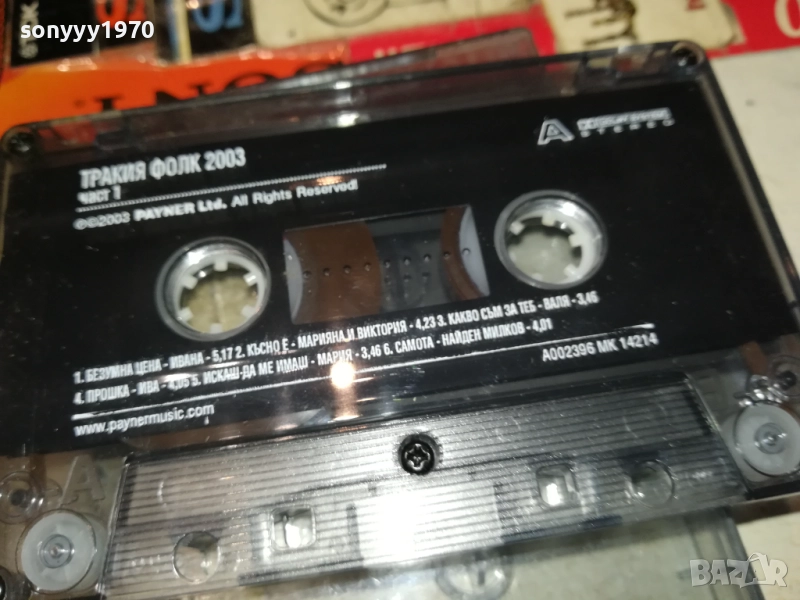 sonyyy1970
ТРАКИЯ ФОЛК 2003
част 1
©℗2003 PAYNER Ltd. All Rights Reserved!
A
STEREO
1. БЕЗУМНА ЦЕНА - ИВАНА - 5,17 2. КЪСНО Е - МАРИЯНА И ВИКТОРИЯ - 4,23 3. КАКВО СЪМ ЗА ТЕБ - ВАЛЯ - 3,46
4. ПРОШКА - ИВА - 4,05 5. ИСКАШ ДА МЕ ИМАШ - МАРИЯ - 3,46 6. САМОТА - НАЙДЕН МИЛКОВ - 4,01
A002396 MK 14214
www.paynermusic.com
BAZAR